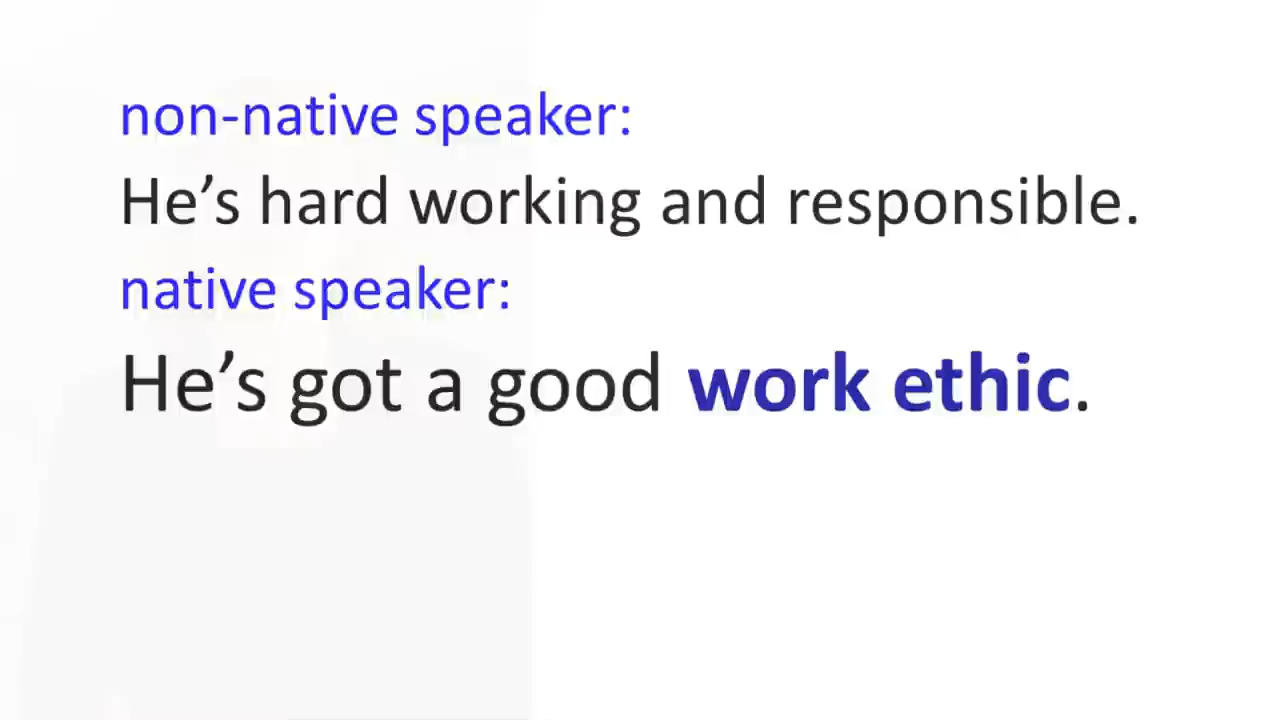 non-native speaker:
He’s hard working and responsible.
native speaker:
He’s got a good work ethic.